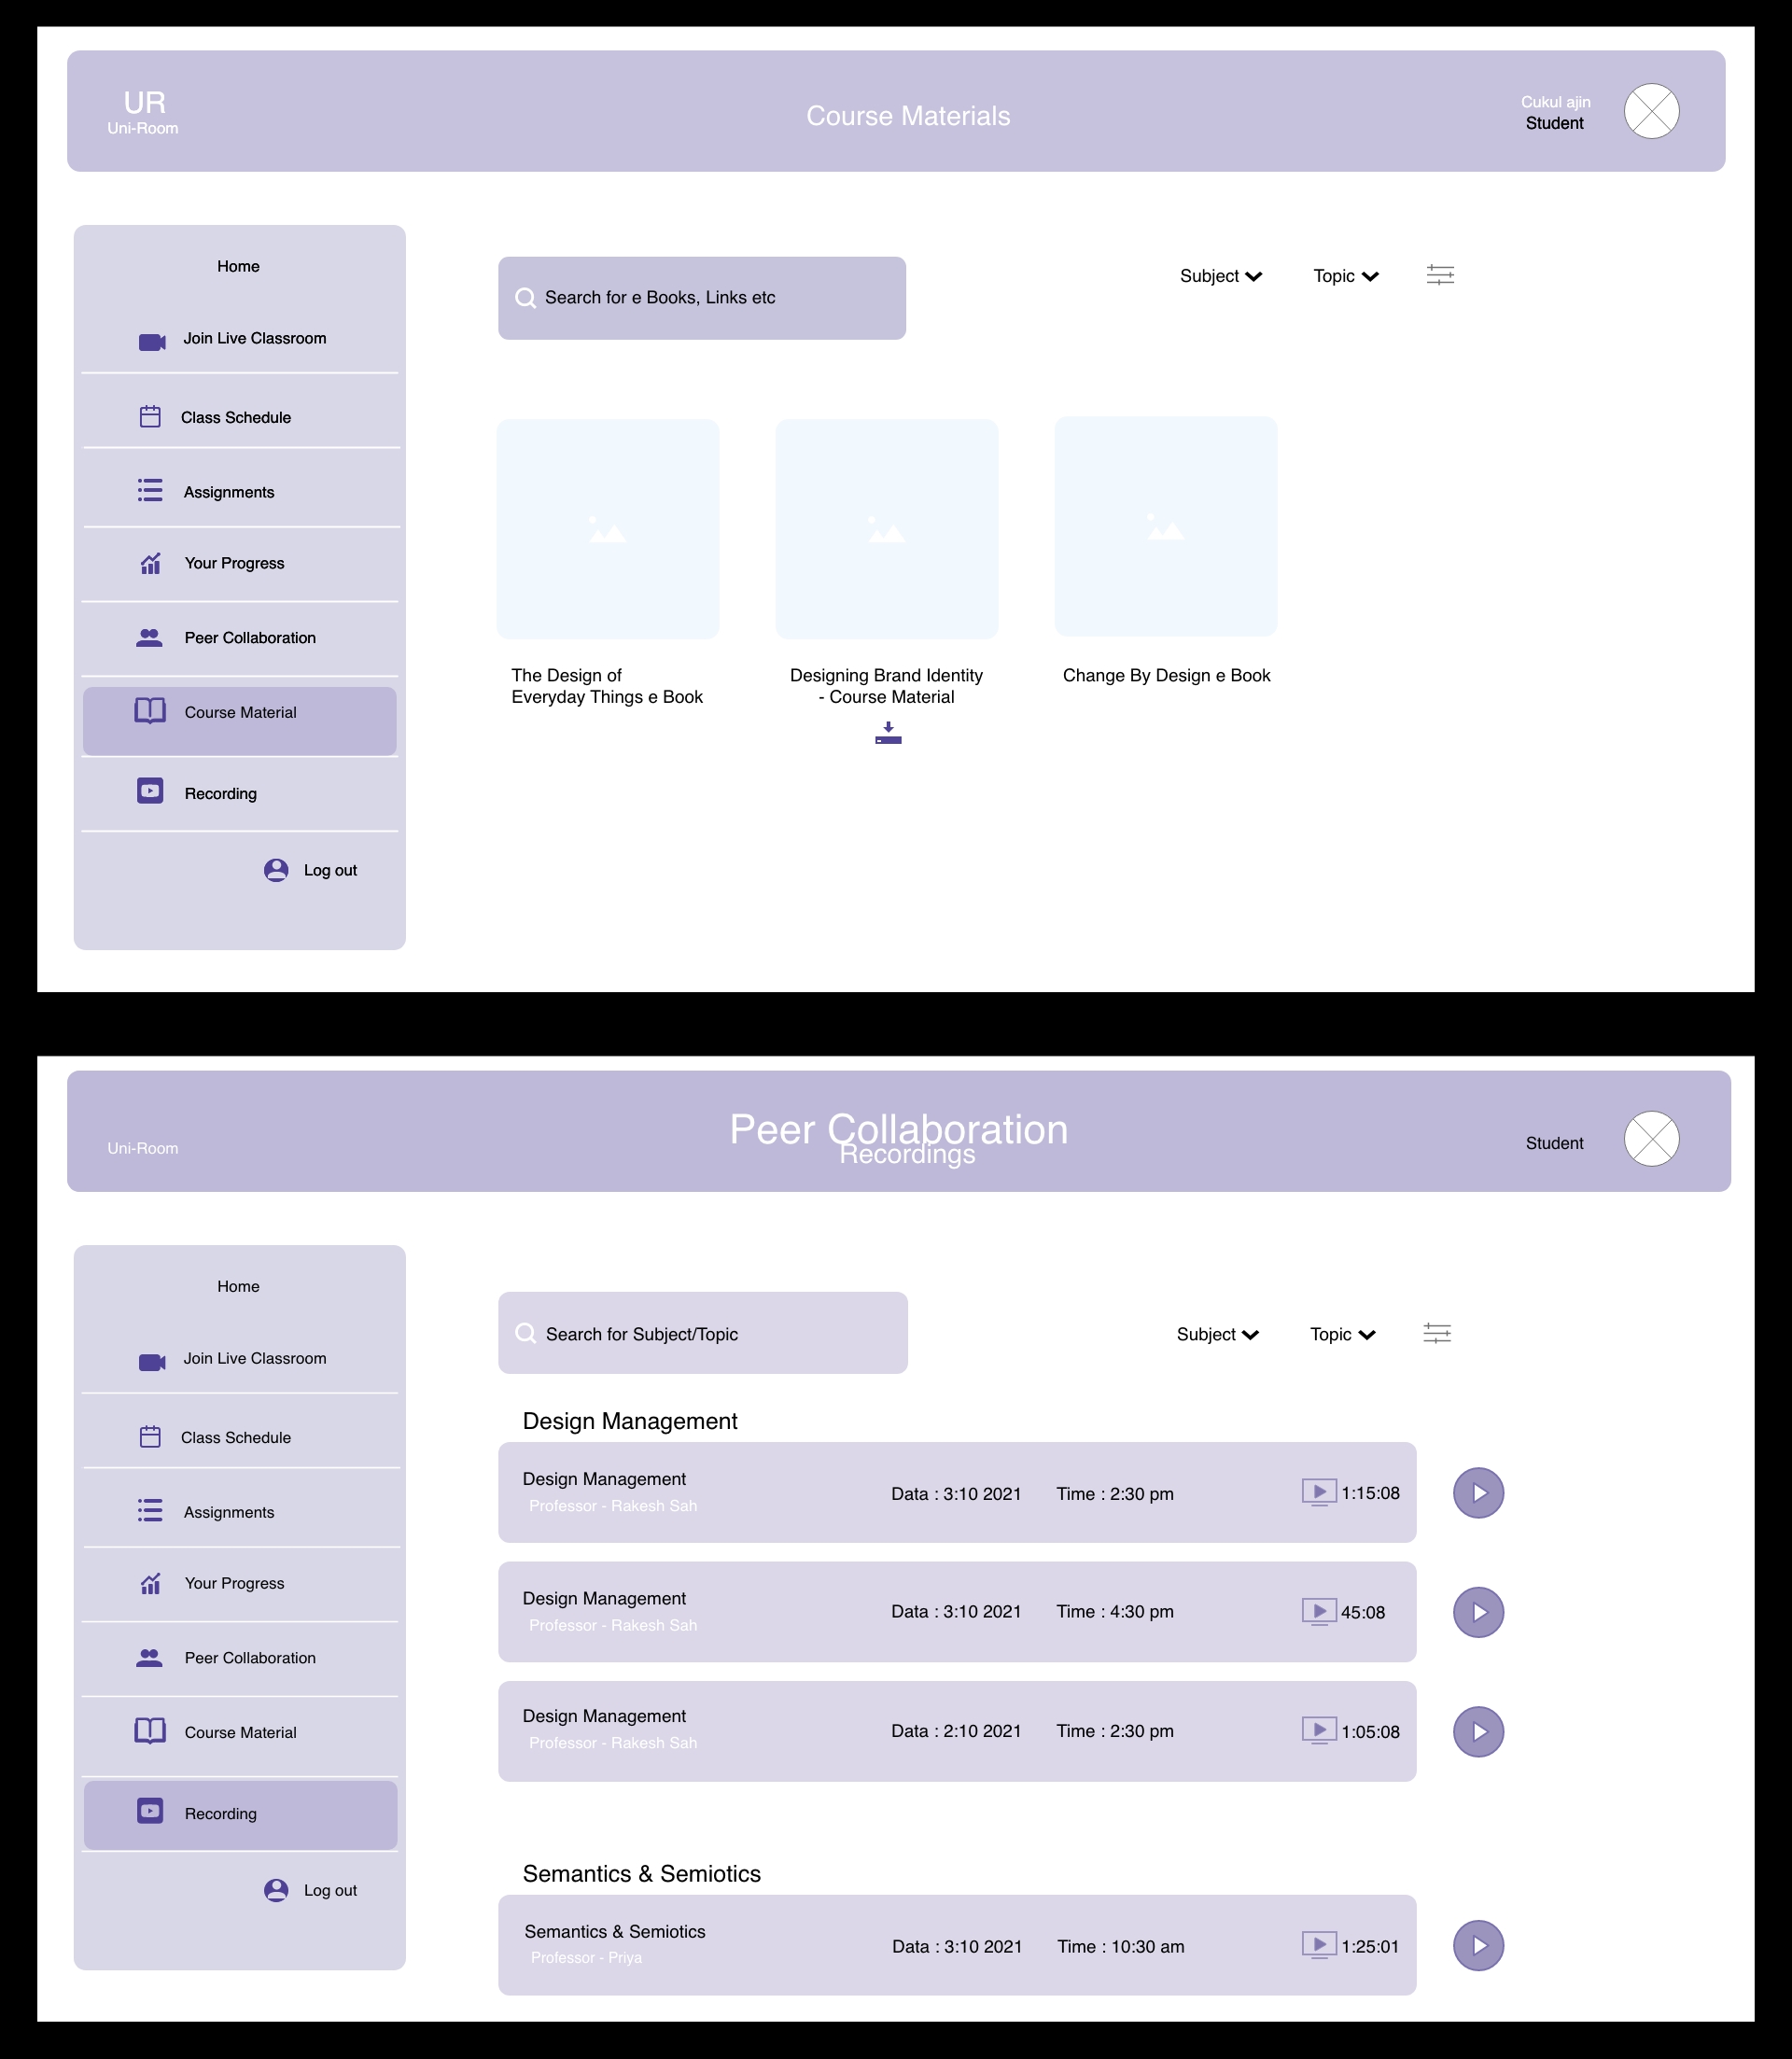 UR
Uni-Room
Course Materials
Cukul ajin
Student
Home
Join Live Classroom
Class Schedule
Assignments
Your Progress
Peer Collaboration
Course Material
Recording
Log out
Search for e Books, Links etc
Subject
Topic
The Design of
Everyday Things e Book
Designing Brand Identity
- Course Material
Change By Design e Book
Uni-Room
Peer Collaboration
Recordings
Student
Home
Join Live Classroom
Class Schedule
Assignments
Your Progress
Peer Collaboration
Course Material
Recording
Log out
Search for Subject/Topic
Subject
Topic
Design Management
Design Management
Professor - Rakesh Sah
Data : 3:10 2021
Time : 2:30 pm
1:15:08
Design Management
Professor - Rakesh Sah
Data : 3:10 2021
Time : 4:30 pm
45:08
Design Management
Professor - Rakesh Sah
Data : 2:10 2021
Time : 2:30 pm
1:05:08
Semantics & Semiotics
Semantics & Semiotics
Professor - Priya
Data : 3:10 2021
Time : 10:30 am
1:25:01